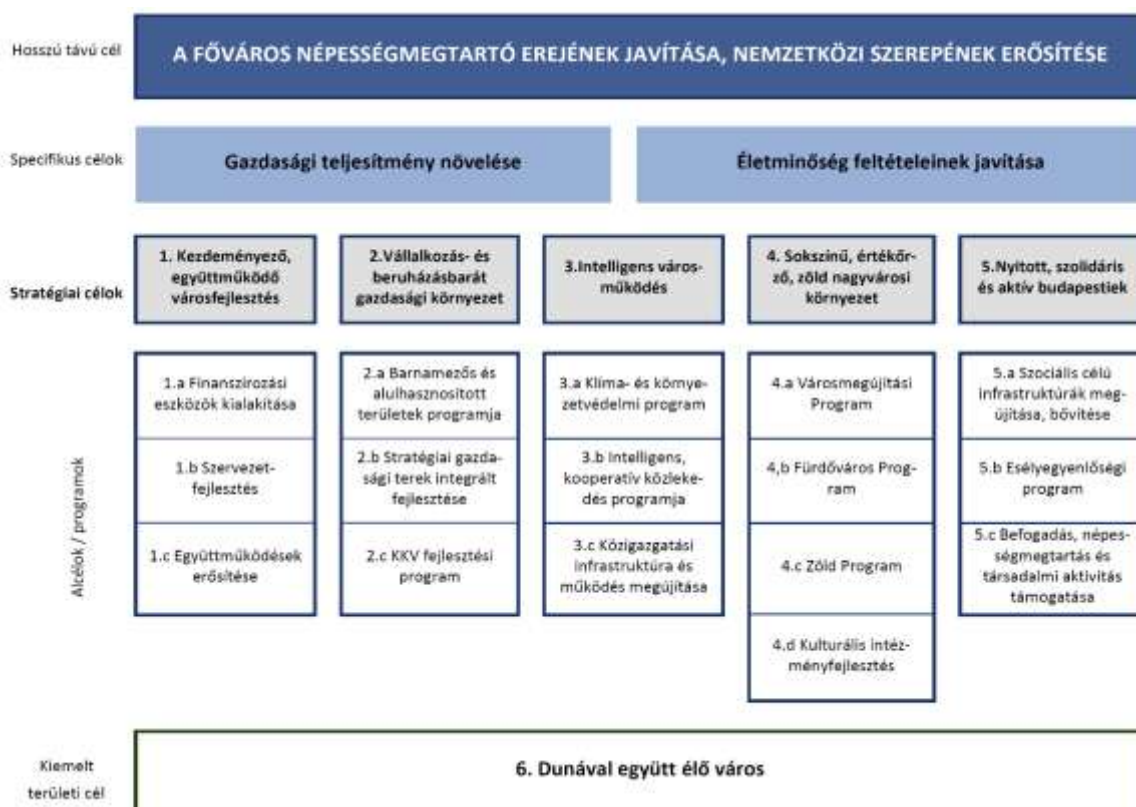 Hosszú távú cél
A FŐVÁROS NÉPESSÉGMEGTARTÓ EREJÉNEK JAVÍTÁSA, NEMZETKÖZI SZEREPÉNEK ERŐSÍTÉSE
Specifikus célok
Gazdasági teljesítmény növelése
Életminőség feltételeinek javítása
Stratégiai célok
1. Kezdeményező,
együttműködő
városfejlesztés
2.Vállalkozás- és
beruházásbarát
gazdasági környezet
3.Intelligens város-
működés
4. Sokszínű, értékőr-
ző, zöld nagyvárosi
környezet
5.Nyitott, szolidáris
és aktív budapestiek
Alcélok / programok
1.a Finanszírozási
eszközök kialakítása
1.b Szervezet-
fejlesztés
1.c Együttműködések
erősítése
2.a Barnamezős és
alulhasznosított
területek programja
2.b Stratégiai gazda-
sági terek integrált
fejlesztése
2.c KKV fejlesztési
program
3.a Klíma- és környe-
zetvédelmi program
3.b Intelligens,
kooperatív közleke-
dés programja
3.c Közigazgatási
infrastruktúra és
működés megújítása
4.a Városmegújítási
Program
4,b Fürdőváros Prog-
ram
4.c Zöld Program
4.d Kulturális intéz-
ményfejlesztés
5.a Szociális célú
infrastruktúrák meg-
újítása, bővítése
5.b Esélyegyenlőségi
program
5.c Befogadás, népes-
ségmegtartás és
társadalmi aktivitás
támogatása
Kiemelt
területi cél
6. Dunával együtt élő város